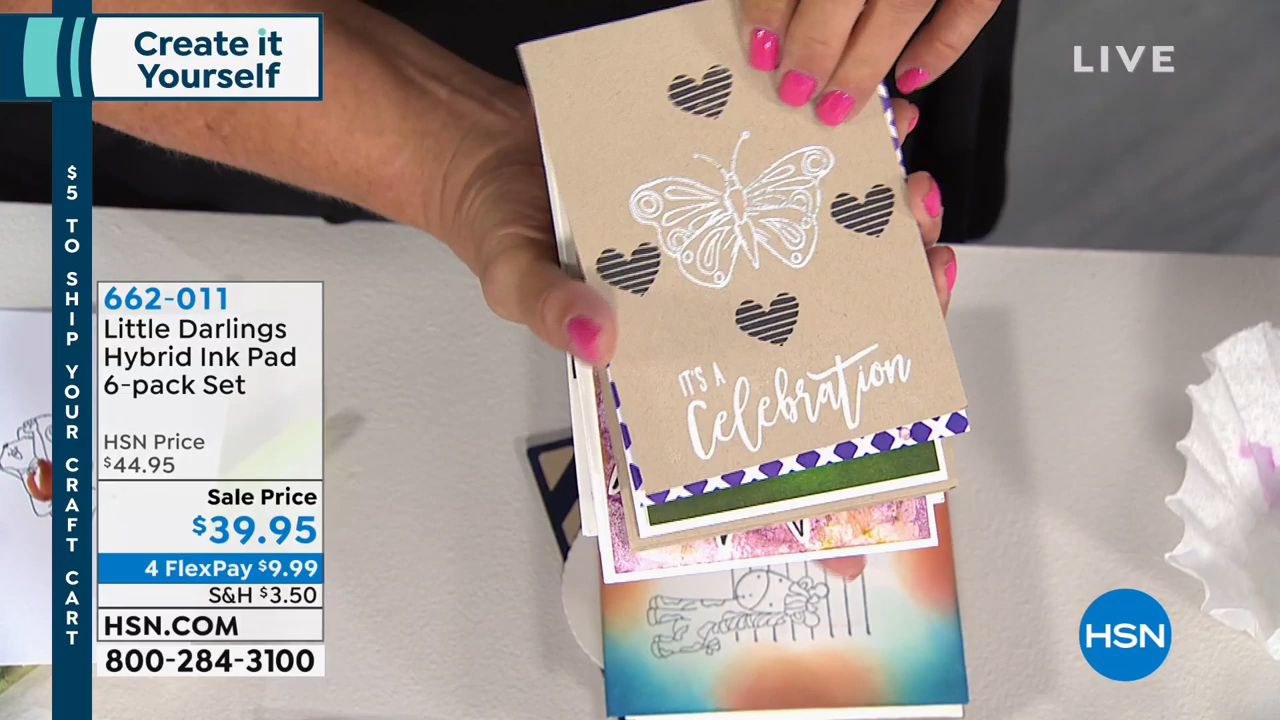 Create it
Yourself
LIVE
$5 TO SHIP YOUR CRAFT CART
662-011
Little Darlings
Hybrid Ink Pad
6-pack Set
HSN Price
$44.95
Sale Price
$39.95
4 FlexPay $9.99
S&H $3.50
HSN.COM
800-284-3100
IT'S A
Celebration
HSN